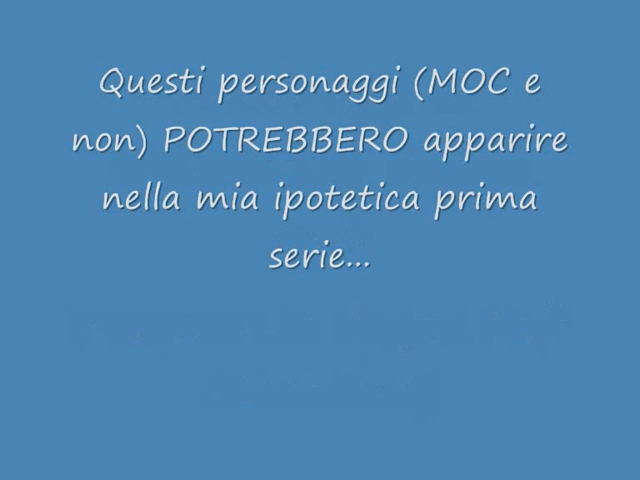 Questi personaggi (MOC e
non) POTREBBERO apparire
nella mia ipotetica prima
serie...